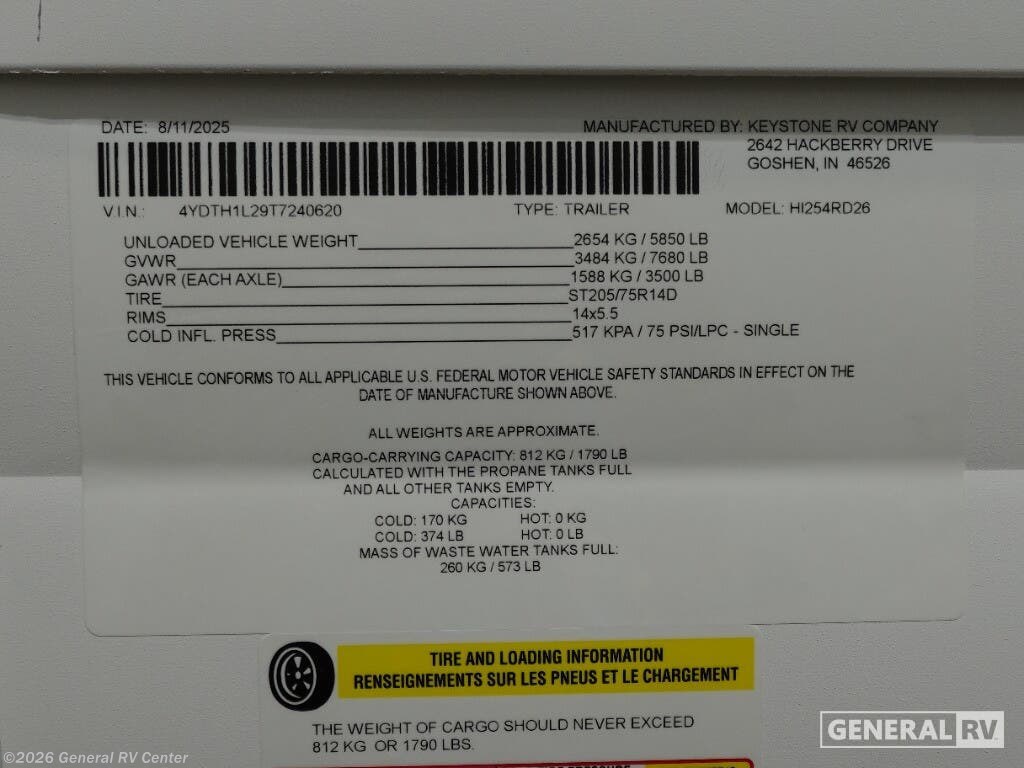 DATE: 8/11/2025
MANUFACTURED BY: KEYSTONE RV COMPANY
2642 HACKBERRY DRIVE
GOSHEN, IN 46526
V.I.N.: 4YDTH1L29T7240620 TYPE: TRAILER MODEL: HI254RD26
UNLOADED VEHICLE WEIGHT 2654 KG / 5850 LB
GVWR 3484 KG / 7680 LB
GAWR (EACH AXLE) 1588 KG / 3500 LB
TIRE ST205/75R14D
RIMS 14x5.5
COLD INFL. PRESS 517 KPA / 75 PSI/LPC - SINGLE
THIS VEHICLE CONFORMS TO ALL APPLICABLE U.S. FEDERAL MOTOR VEHICLE SAFETY STANDARDS IN EFFECT ON THE
DATE OF MANUFACTURE SHOWN ABOVE.
ALL WEIGHTS ARE APPROXIMATE.
CARGO-CARRYING CAPACITY: 812 KG / 1790 LB
CALCULATED WITH THE PROPANE TANKS FULL
AND ALL OTHER TANKS EMPTY.
CAPACITIES:
COLD: 170 KG HOT: 0 KG
COLD: 374 LB HOT: 0 LB
MASS OF WASTE WATER TANKS FULL:
260 KG / 573 LB
TIRE AND LOADING INFORMATION
RENSEIGNEMENTS SUR LES PNEUS ET LE CHARGEMENT
THE WEIGHT OF CARGO SHOULD NEVER EXCEED
812 KG OR 1790 LBS.
GENERAL RV
©2026 General RV Center